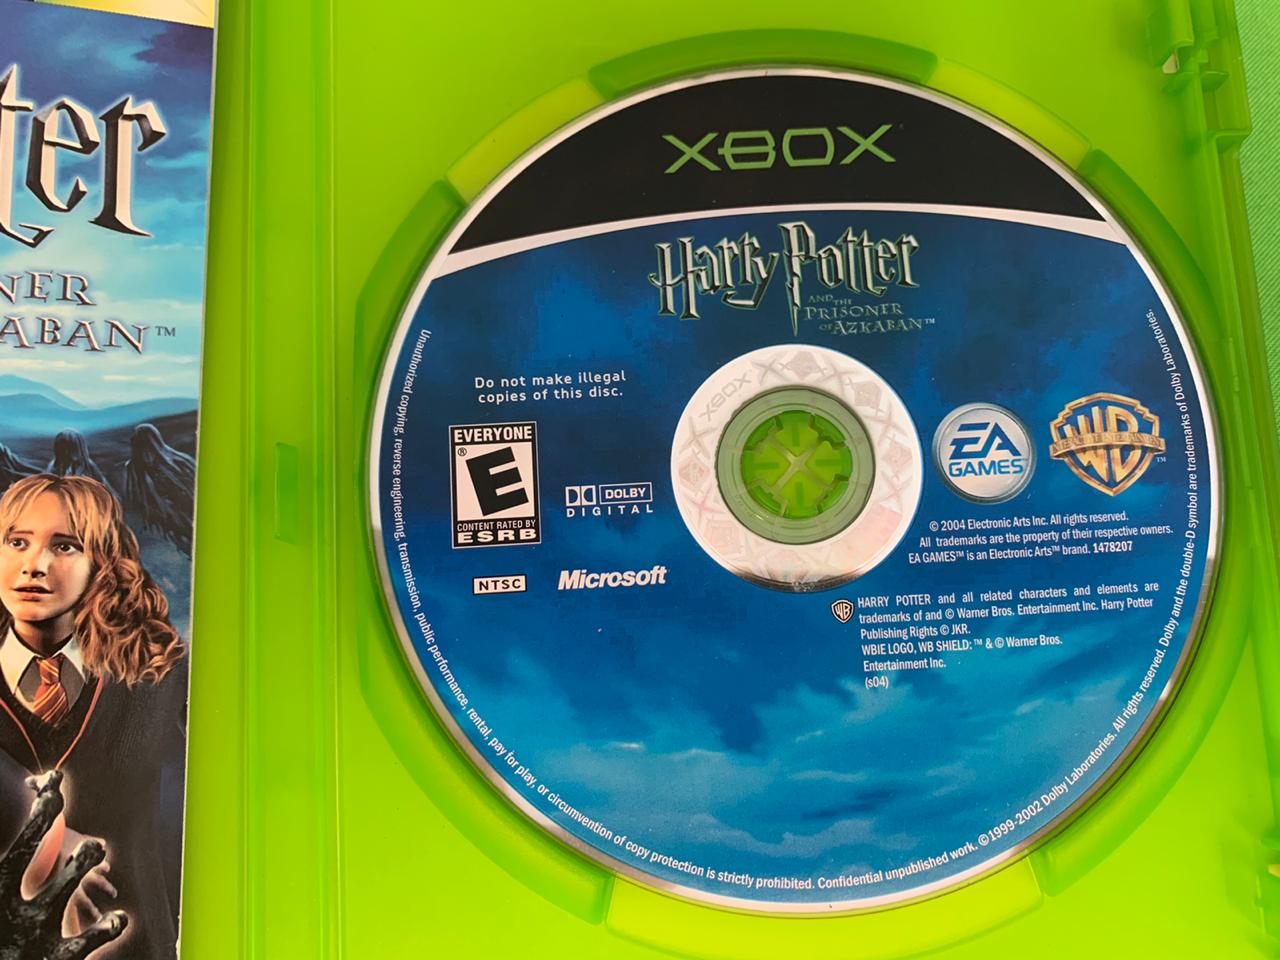 ter
NER
KABAN™
XBOX
Harry Potter
AND THE
PRISONER
OF AZKABAN™
Do not make illegal
copies of this disc.
EVERYONE
E
®
CONTENT RATED BY
ESRB
DOLBY
DIGITAL
NTSC
Microsoft
XBOX
EA
GAMES
WB
™
© 2004 Electronic Arts Inc. All rights reserved.
All trademarks are the property of their respective owners.
EA GAMES™ is an Electronic Arts™ brand. 1478207
WB
HARRY POTTER and all related characters and elements are
trademarks of and © Warner Bros. Entertainment Inc. Harry Potter
Publishing Rights © JKR.
WBIE LOGO, WB SHIELD: ™ & © Warner Bros.
Entertainment Inc.
(s04)
Unauthorized copying, reverse engineering, transmission, public performance, rental, pay for play, or circumvention of copy protection is strictly prohibited. Confidential unpublished work. ©1999-2002 Dolby Laboratories. All rights reserved. Dolby and the double-D symbol are trademarks of Dolby Laboratories.